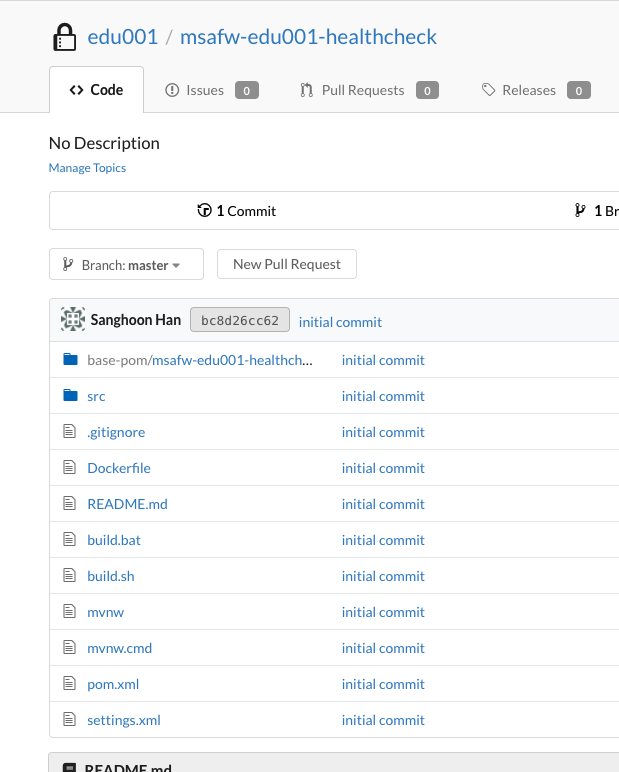 edu001 / msafw-edu001-healthcheck
Code Issues 0 Pull Requests 0 Releases 0
No Description
Manage Topics
1 Commit 1 Br
Branch: master New Pull Request
Sanghoon Han bc8d26cc62 initial commit
base-pom/msafw-edu001-healthch... initial commit
src initial commit
.gitignore initial commit
Dockerfile initial commit
README.md initial commit
build.bat initial commit
build.sh initial commit
mvnw initial commit
mvnw.cmd initial commit
pom.xml initial commit
settings.xml initial commit
README.md